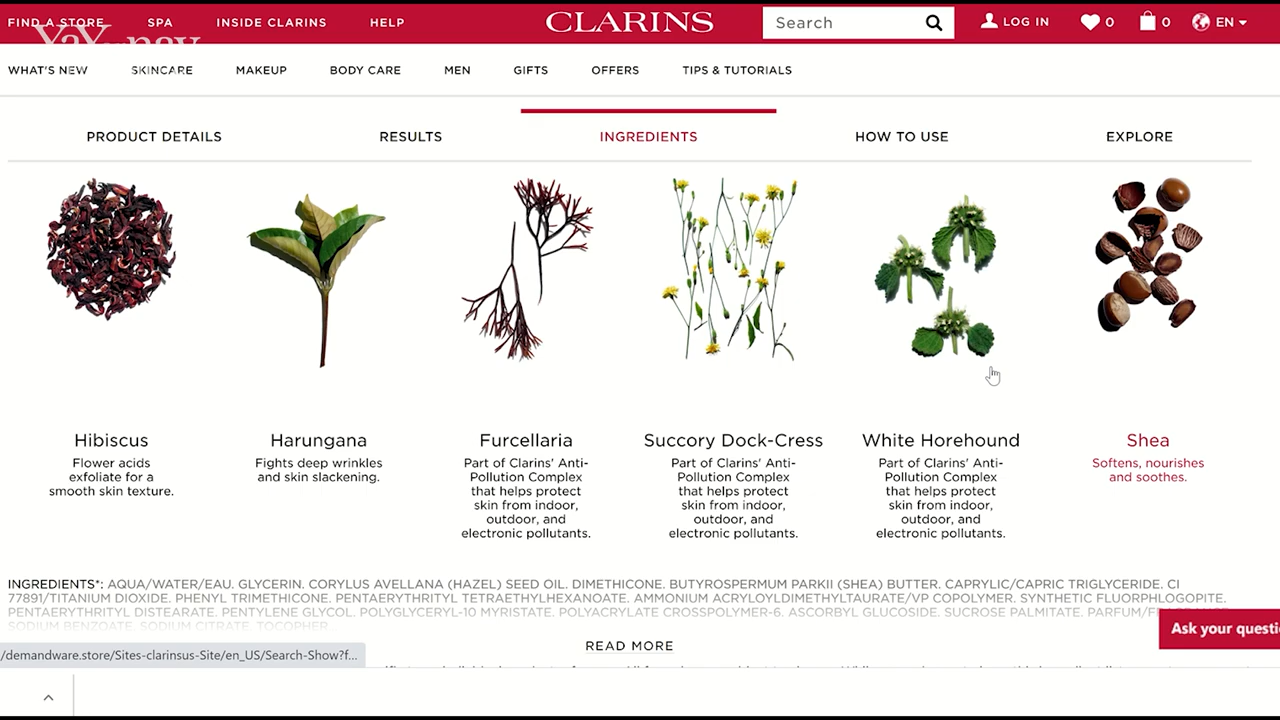 FIND A STORE SPA INSIDE CLARINS HELP CLARINS Search LOG IN 0 0 EN
WHAT'S NEW SKINCARE MAKEUP BODY CARE MEN GIFTS OFFERS TIPS & TUTORIALS
PRODUCT DETAILS RESULTS INGREDIENTS HOW TO USE EXPLORE
Hibiscus
Flower acids
exfoliate for a
smooth skin texture.
Harungana
Fights deep wrinkles
and skin slackening.
Furcellaria
Part of Clarins' Anti-
Pollution Complex
that helps protect
skin from indoor,
outdoor, and
electronic pollutants.
Succory Dock-Cress
Part of Clarins' Anti-
Pollution Complex
that helps protect
skin from indoor,
outdoor, and
electronic pollutants.
White Horehound
Part of Clarins' Anti-
Pollution Complex
that helps protect
skin from indoor,
outdoor, and
electronic pollutants.
Shea
Softens, nourishes
and soothes.
INGREDIENTS*: AQUA/WATER/EAU. GLYCERIN. CORYLUS AVELLANA (HAZEL) SEED OIL. DIMETHICONE. BUTYROSPERMUM PARKII (SHEA) BUTTER. CAPRYLIC/CAPRIC TRIGLYCERIDE. CI
77891/TITANIUM DIOXIDE. PHENYL TRIMETHICONE. PENTAERYTHRITYL TETRAETHYLHEXANOATE. AMMONIUM ACRYLOYLDIMETHYLTAURATE/VP COPOLYMER. SYNTHETIC FLUORPHLOGOPITE.
PENTAERYTHRITYL DISTEARATE. PENTYLENE GLYCOL. POLYGLYCERYL-10 MYRISTATE. POLYACRYLATE CROSSPOLYMER-6. ASCORBYL GLUCOSIDE. SUCROSE PALMITATE. PARFUM/FRAGRANCE.
SODIUM BENZOATE. SODIUM CITRATE. TOCOPHER
READ MORE
Ask your questi
/demandware.store/Sites-clarinsus-Site/en_US/Search-Show?f...